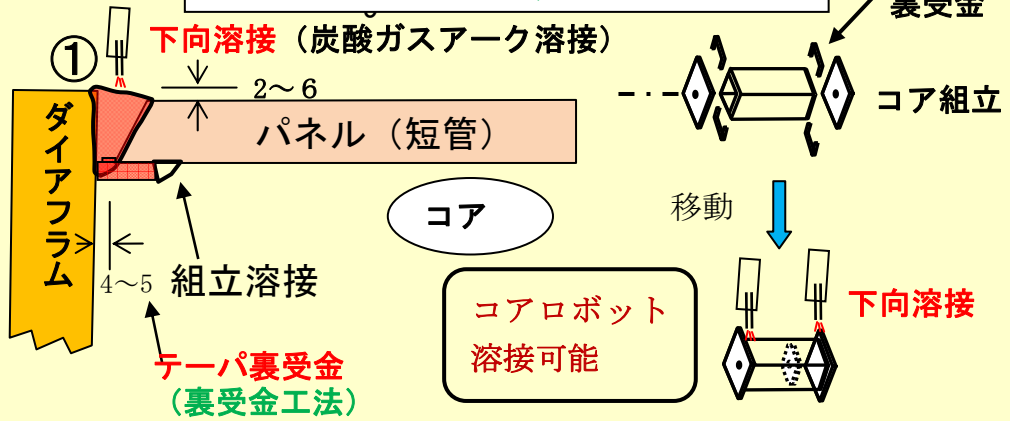 裏受金
下向溶接（炭酸ガスアーク溶接）
①
2～6
コア組立
ダイアフラム
パネル（短管）
コア
移動
4～5
組立溶接
コアロボット
溶接可能
下向溶接
テーパ裏受金
（裏受金工法）